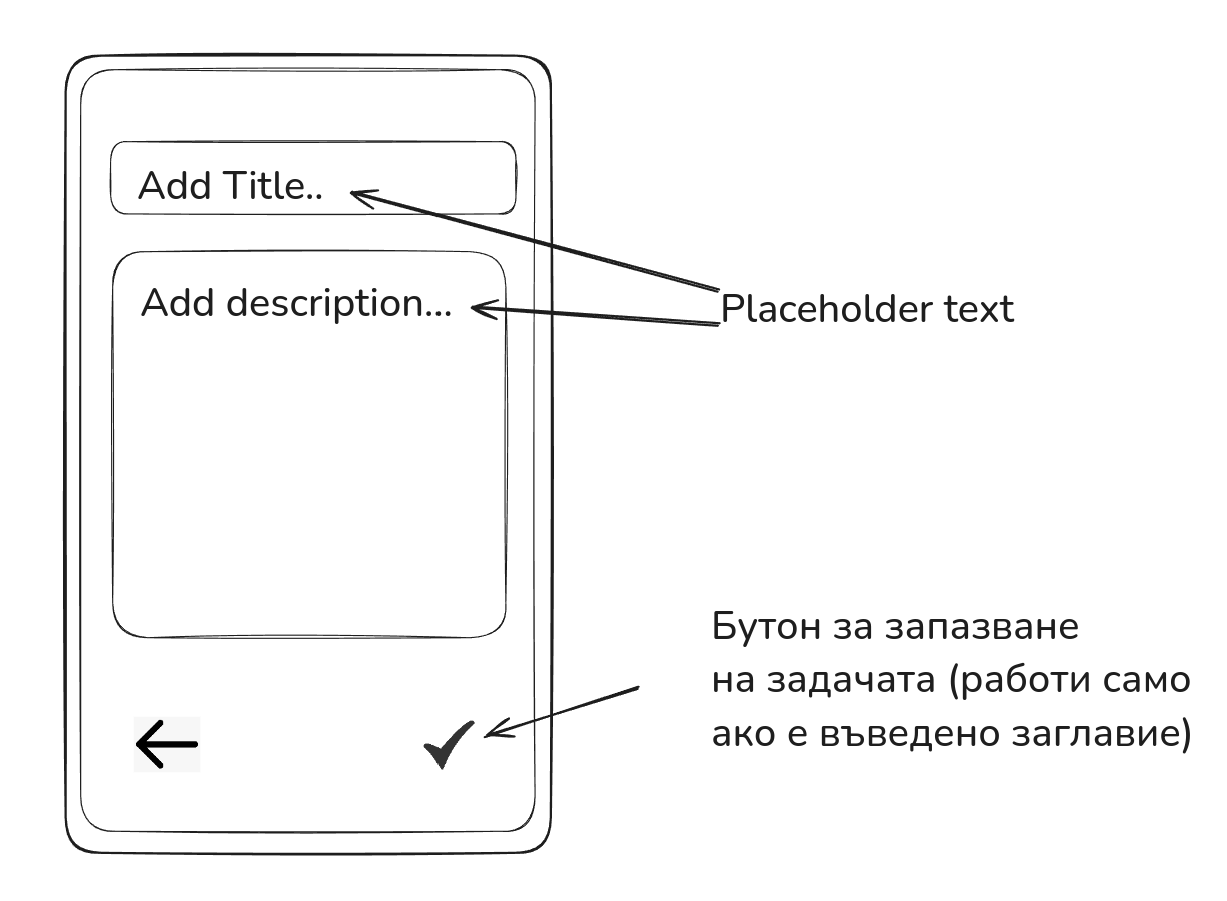 Add Title..
Add description...
Placeholder text
Бутон за запазване
на задачата (работи само
ако е въведено заглавие)